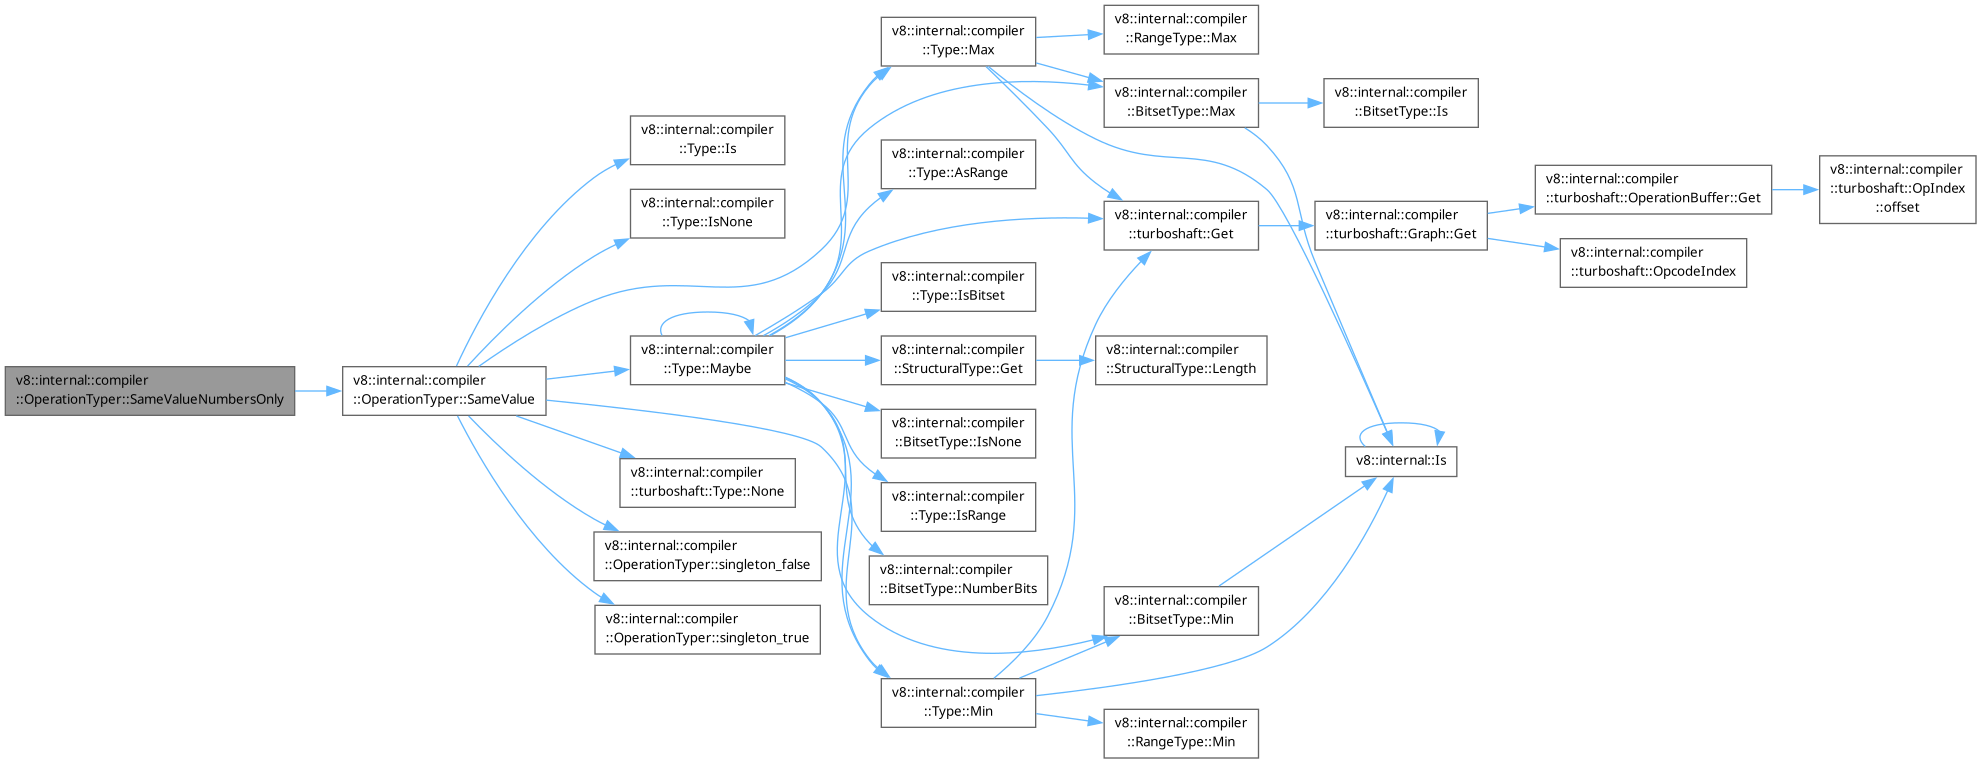 v8::internal::compiler
::OperationTyper::SameValueNumbersOnly
v8::internal::compiler
::OperationTyper::SameValue
v8::internal::compiler
::Type::Is
v8::internal::compiler
::Type::IsNone
v8::internal::compiler
::Type::Maybe
v8::internal::compiler
::turboshaft::Type::None
v8::internal::compiler
::OperationTyper::singleton_false
v8::internal::compiler
::OperationTyper::singleton_true
v8::internal::compiler
::Type::Max
v8::internal::compiler
::Type::AsRange
v8::internal::compiler
::Type::IsBitset
v8::internal::compiler
::StructuralType::Get
v8::internal::compiler
::BitsetType::IsNone
v8::internal::compiler
::Type::IsRange
v8::internal::compiler
::BitsetType::NumberBits
v8::internal::compiler
::Type::Min
v8::internal::compiler
::RangeType::Max
v8::internal::compiler
::BitsetType::Max
v8::internal::compiler
::turboshaft::Get
v8::internal::compiler
::StructuralType::Length
v8::internal::compiler
::BitsetType::Min
v8::internal::compiler
::RangeType::Min
v8::internal::compiler
::BitsetType::Is
v8::internal::compiler
::turboshaft::Graph::Get
v8::internal::Is
v8::internal::compiler
::turboshaft::OperationBuffer::Get
v8::internal::compiler
::turboshaft::OpcodeIndex
v8::internal::compiler
::turboshaft::OpIndex
::offset